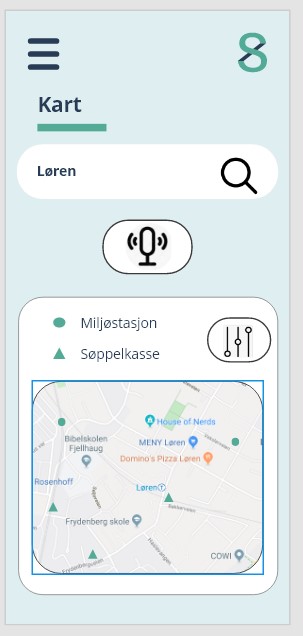 8
Kart
Løren
Miljøstasjon
Søppelkasse
House of Nerds
Bibelskolen
Fjellhaug
MENY Løren
Domino's Pizza Løren
Rosenhoff
Løren
Frydenberg skole
COWI